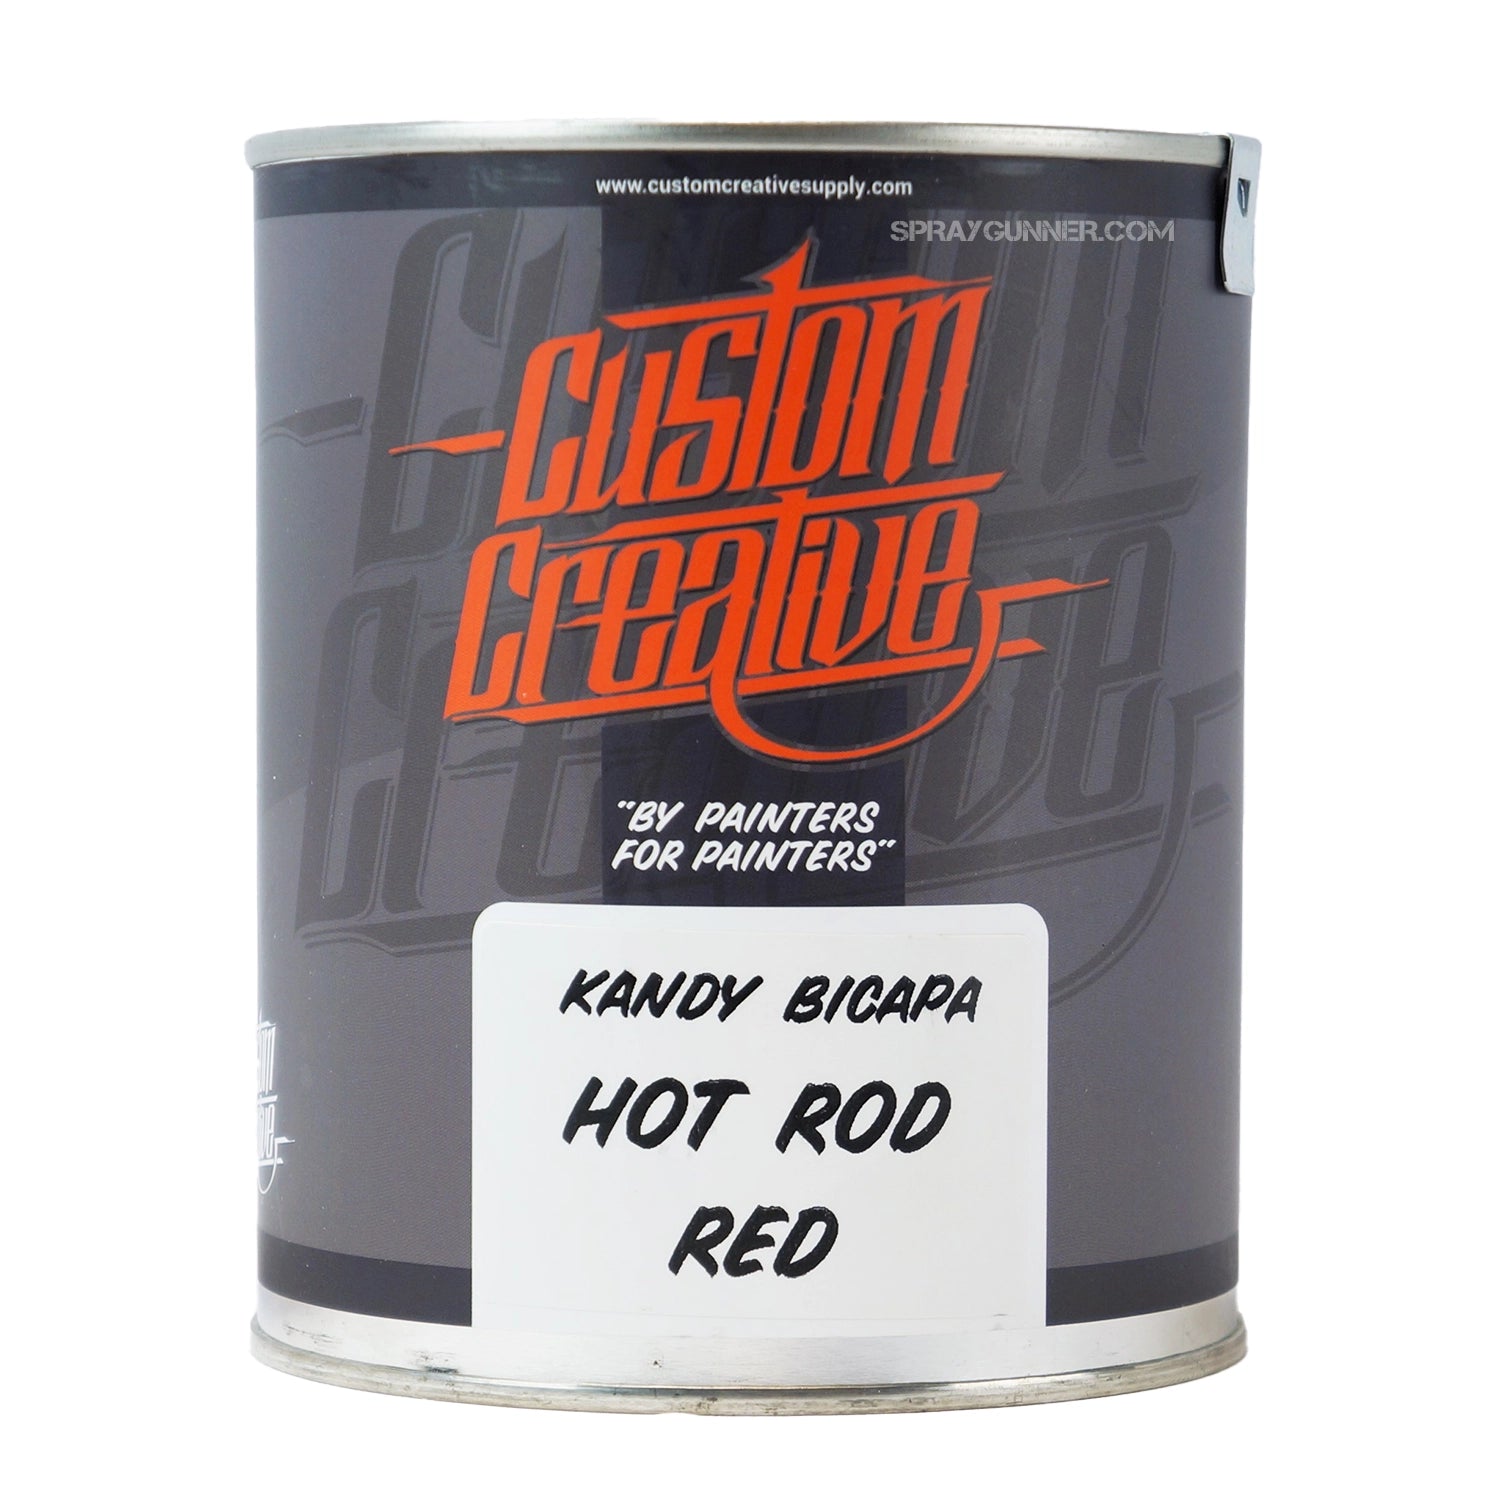 www.customcreativesupply.com
SPRAYGUNNER.COM
Custom
Creative
"BY PAINTERS
FOR PAINTERS"
KANDY BICAPA
HOT ROD
RED